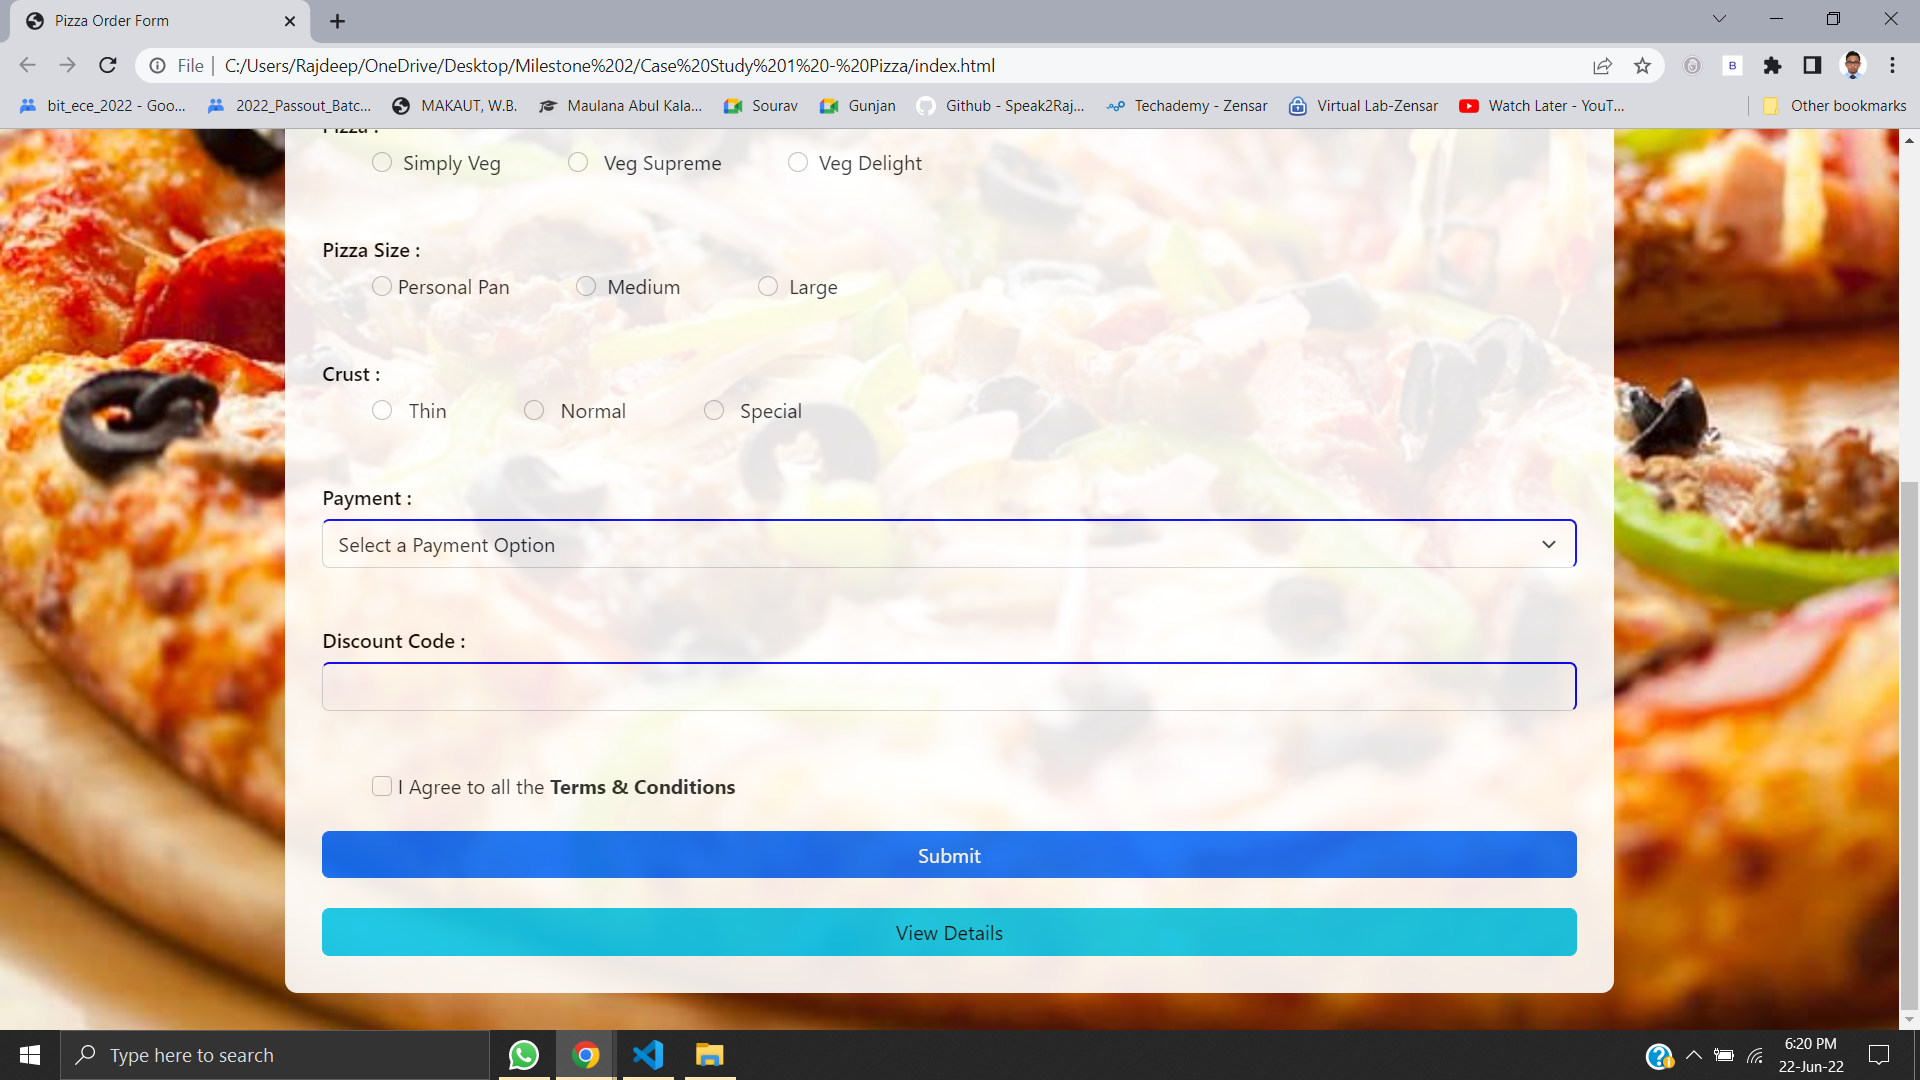 Pizza Order Form
File
C:/Users/Rajdeep/OneDrive/Desktop/Milestone%202/Case%20Study%201%20-%20Pizza/index.html
B
bit_ece_2022 - Goo... 2022_Passout_Batc... MAKAUT, W.B. Maulana Abul Kala... Sourav Gunjan Github - Speak2Raj... Techademy - Zensar Virtual Lab-Zensar Watch Later - YouT... Other bookmarks
Pizza :
Simply Veg Veg Supreme Veg Delight
Pizza Size :
Personal Pan Medium Large
Crust :
Thin Normal Special
Payment :
Select a Payment Option
Discount Code :
I Agree to all the Terms & Conditions
Submit
View Details
Type here to search
6:20 PM
22-Jun-22